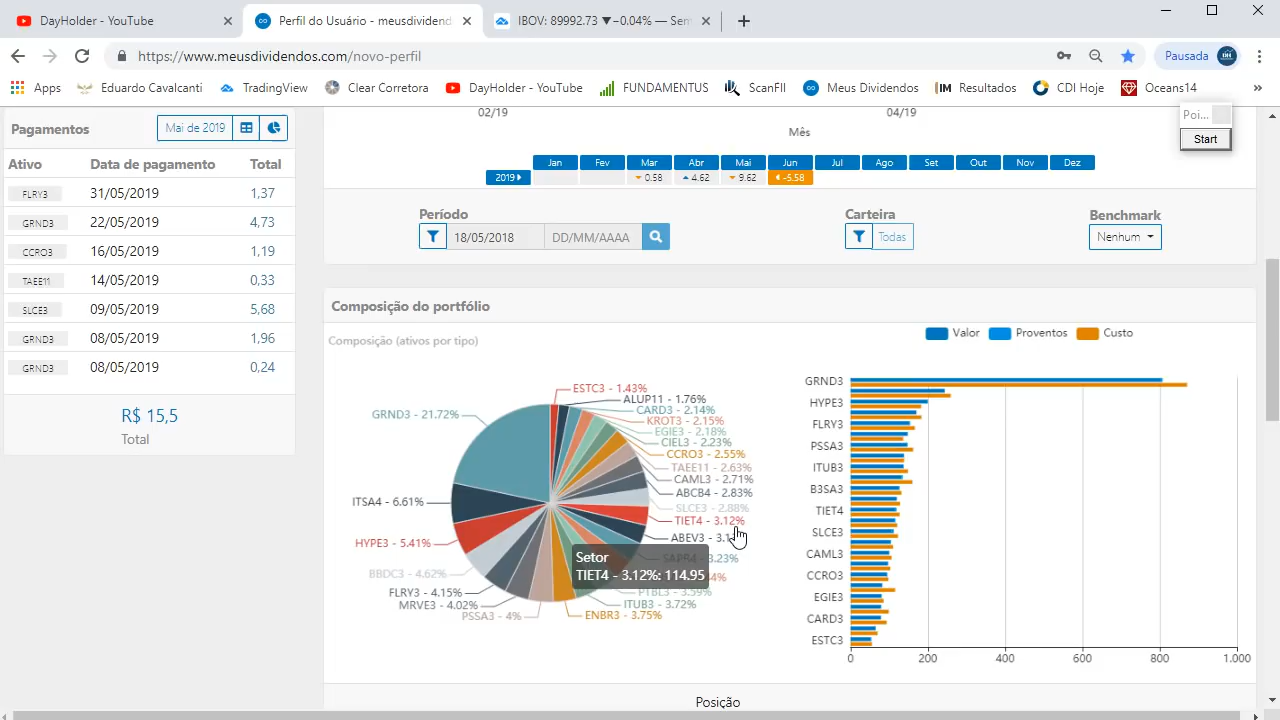 DayHolder - YouTube
Perfil do Usuário - meusdividend
IBOV: 89992.73 ▼−0.04% — Sem
https://www.meusdividendos.com/novo-perfil
Pausada
Apps
Eduardo Cavalcanti
TradingView
Clear Corretor
DayHolder - YouTube
FUNDAMENTUS
ScanFII
Meus Dividendos
Resultados
CDI Hoje
Oceans14
»
Poi...
Start
Pagamentos
Mai de 2019
Ativo Data de pagamento Total
FLRY3 31/05/2019 1,37
GRND3 22/05/2019 4,73
CCRO3 16/05/2019 1,19
TAEE11 14/05/2019 0,33
SLCE3 09/05/2019 5,68
GRND3 08/05/2019 1,96
GRND3 08/05/2019 0,24
R$ 15,5
Total
02/19 04/19
Mês
Jan Fev Mar Abr Mai Jun Jul Ago Set Out Nov Dez
2019 0.58 4.62 9.62 -5.58
Período
18/05/2018 DD/MM/AAAA
Carteira
Todas
Benchmark
Nenhum
Composição do portfólio
Composição (ativos por tipo)
ESTC3 - 1.43%
ALUP11 - 1.76%
CARD3 - 2.14%
KROT3 - 2.15%
EGIE3 - 2.18%
CIEL3 - 2.23%
CCRO3 - 2.55%
TAEE11 - 2.63%
CAML3 - 2.71%
ABCB4 - 2.83%
SLCE3 - 2.88%
TIET4 - 3.12%
ABEV3 - 3.1
SAPR4 - 3.23%
PTBL3 - 3.59%
ITUB3 - 3.72%
ENBR3 - 3.75%
PSSA3 - 4%
MRVE3 - 4.02%
FLRY3 - 4.15%
BBDC3 - 4.62%
HYPE3 - 5.41%
ITSA4 - 6.61%
GRND3 - 21.72%
Setor
TIET4 - 3.12%: 114.95
Valor Proventos Custo
GRND3
HYPE3
FLRY3
PSSA3
ITUB3
B3SA3
TIET4
SLCE3
CAML3
CCRO3
EGIE3
CARD3
ESTC3
0 200 400 600 800 1.000
Posição